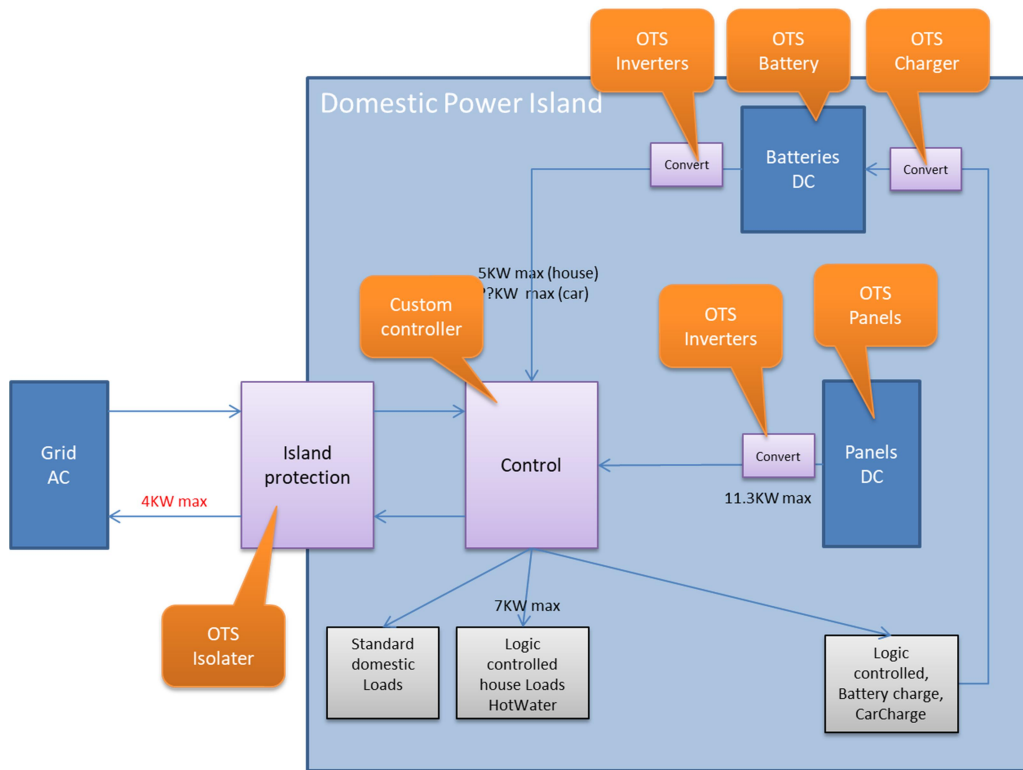 OTS
Inverters
OTS
Battery
OTS
Charger
Domestic Power Island
Convert
Batteries
DC
Convert
5KW max (house)
??KW max (car)
Custom
controller
OTS
Inverters
OTS
Panels
Grid
AC
Island
protection
Control
Convert
Panels
DC
4KW max
11.3KW max
OTS
Isolater
7KW max
Standard
domestic
Loads
Logic
controlled
house Loads
HotWater
Logic
controlled,
Battery charge,
CarCharge